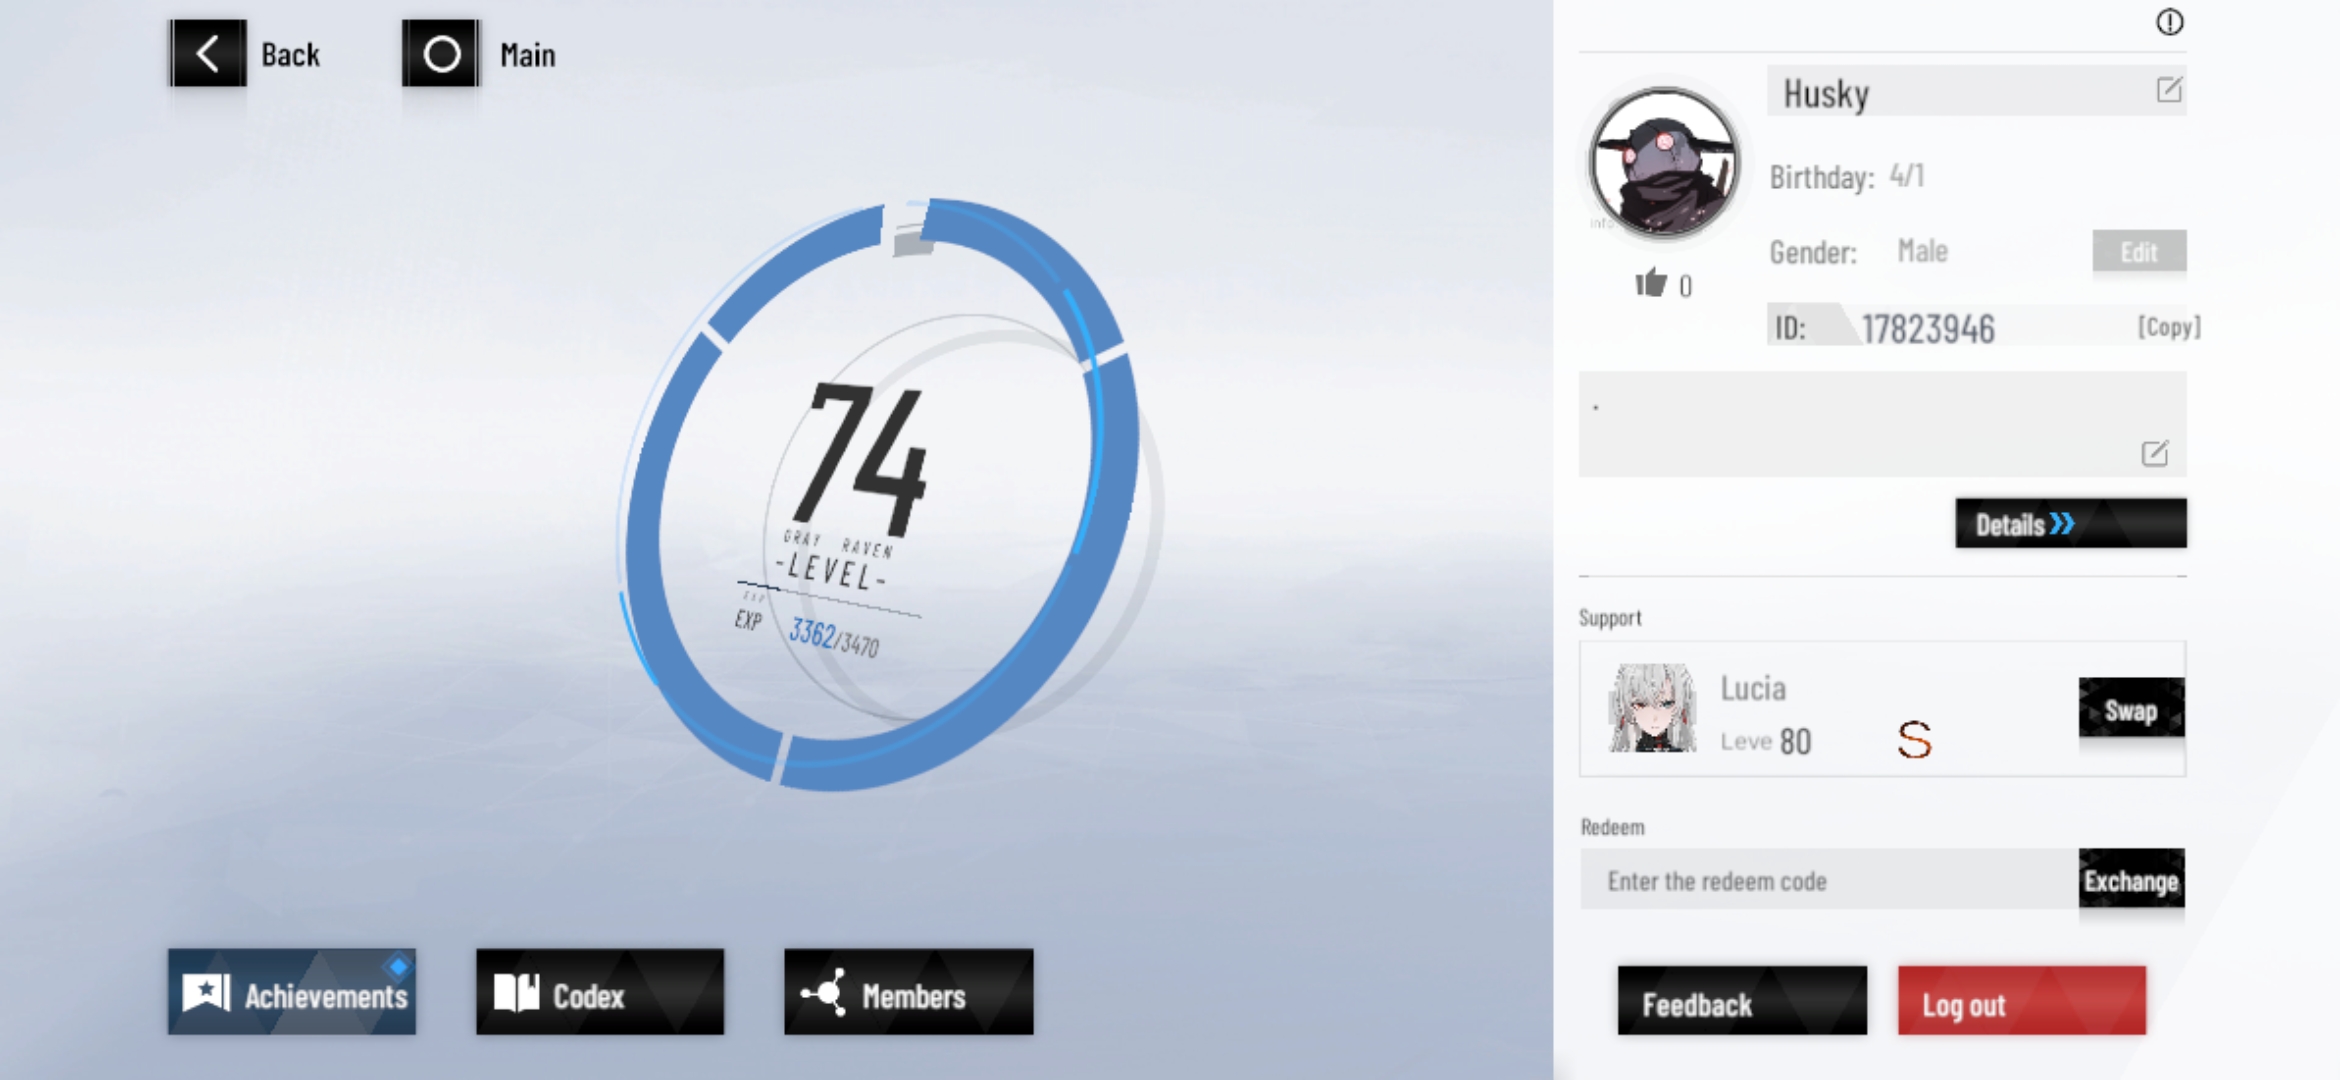 Back
Main
Husky
Birthday: 4/1
info
Gender: Male
Edit
0
ID: 17823946 [Copy]
.
Details
74
GRAY RAVEN
-LEVEL-
EXP
EXP 3362/3470
Support
Lucia
Leve 80
S
Swap
Redeem
Enter the redeem code
Exchange
Achievements
Codex
Members
Feedback
Log out